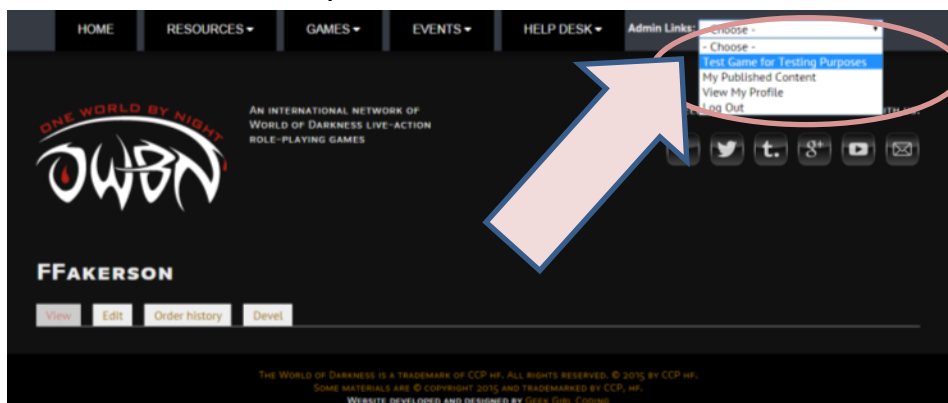 HOME RESOURCES GAMES EVENTS HELP DESK Admin Links: - Choose -
- Choose -
Test Game for Testing Purposes
My Published Content
View My Profile
Log Out
ONE WORLD BY NIGHT
OWBN
AN INTERNATIONAL NETWORK OF
WORLD OF DARKNESS LIVE-ACTION
ROLE-PLAYING GAMES
WITH US:
t. g+
FFAKERSON
View Edit Order history Devel
THE WORLD OF DARKNESS IS A TRADEMARK OF CCP HF. ALL RIGHTS RESERVED. © 2015 BY CCP HF.
SOME MATERIALS ARE © COPYRIGHT 2015 AND TRADEMARKED BY CCP, HF.
WEBSITE DEVELOPED AND DESIGNED BY GEEK GIRL CODING